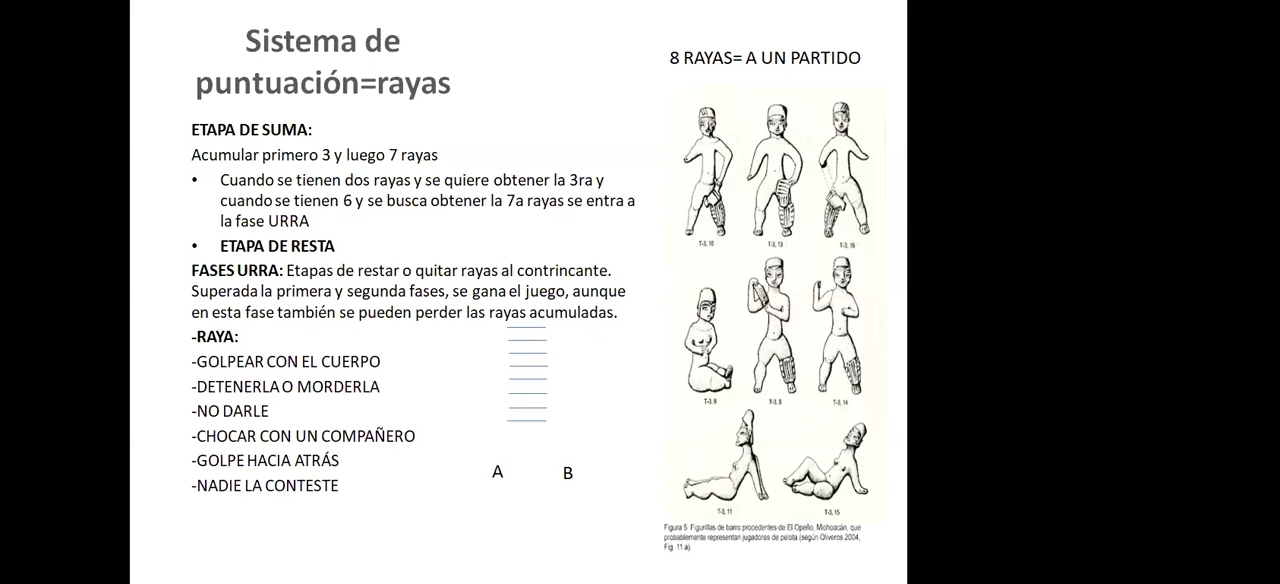 Sistema de
puntuación=rayas
8 RAYAS= A UN PARTIDO
ETAPA DE SUMA:
Acumular primero 3 y luego 7 rayas
• Cuando se tienen dos rayas y se quiere obtener la 3ra y
cuando se tienen 6 y se busca obtener la 7a rayas se entra a
la fase URRA
• ETAPA DE RESTA
FASES URRA: Etapas de restar o quitar rayas al contrincante.
Superada la primera y segunda fases, se gana el juego, aunque
en esta fase también se pueden perder las rayas acumuladas.
-RAYA:
-GOLPEAR CON EL CUERPO
-DETENERLA O MORDERLA
-NO DARLE
-CHOCAR CON UN COMPAÑERO
-GOLPE HACIA ATRÁS
-NADIE LA CONTESTE
A B
T-3, 10 T-3, 13 T-3, 16
T-3, 9 T-3, 8 T-3, 14
T-3, 11 T-3, 15
Figura 5. Figurillas de barro procedentes de El Opeño, Michoacán, que
probablemente representan jugadores de pelota (según Oliveros 2004,
Fig. 11 a).